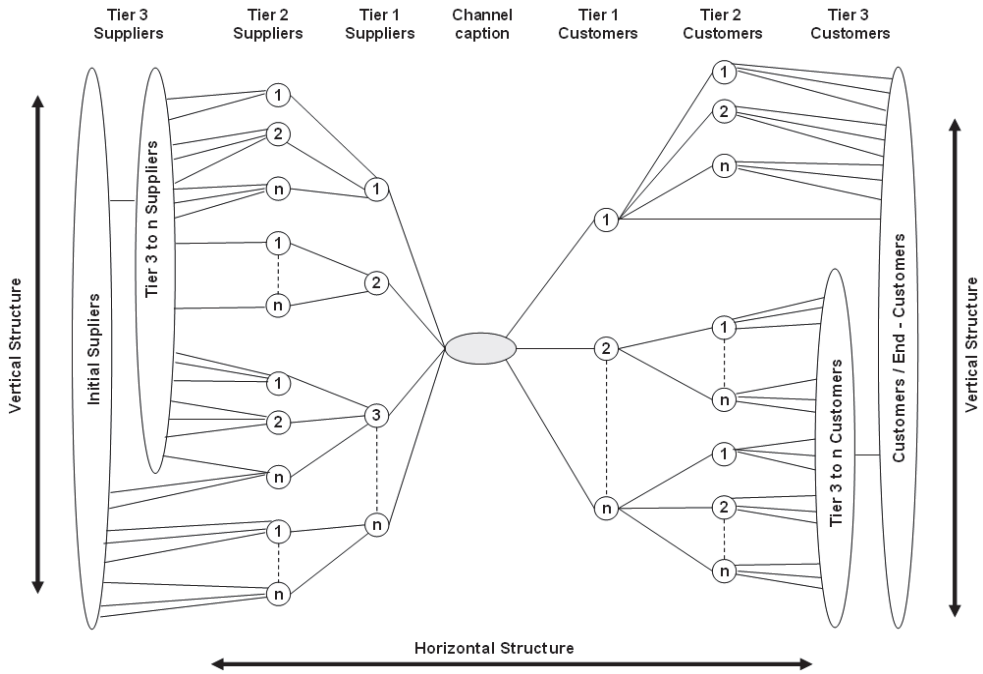 Tier 3
Suppliers
Tier 2
Suppliers
Tier 1
Suppliers
Channel
caption
Tier 1
Customers
Tier 2
Customers
Tier 3
Customers
Vertical Structure
Initial Supliers
Tier 3 to n Suppliers
1
2
n
1
n
1
2
n
1
n
1
2
3
n
1
2
n
1
2
n
1
n
1
2
n
Tier 3 to n Customers
Customers / End - Customers
Vertical Structure
Horizontal Structure